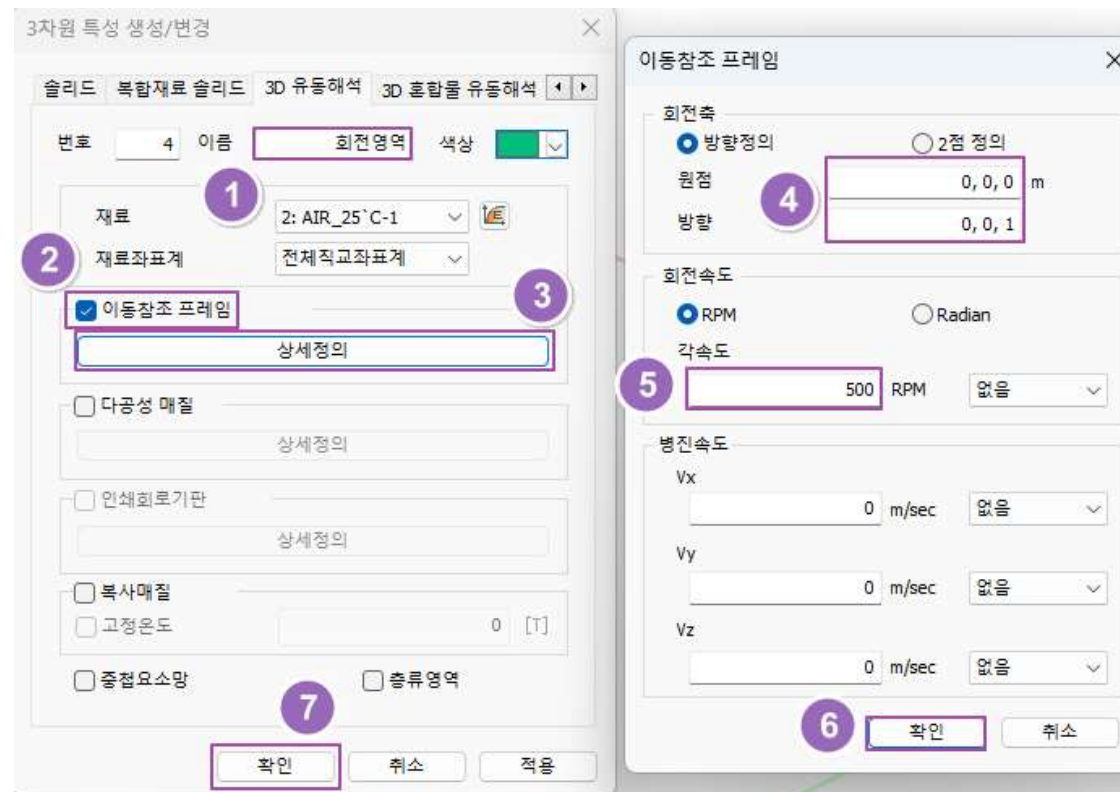 3차원 특성 생성/변경
솔리드 복합재료 솔리드 3D 유동해석 3D 혼합물 유동해석
번호 4 이름 회전영역 색상
1
재료 2: AIR_25`C-1
2
재료좌표계 전체직교좌표계
이동참조 프레임
3
상세정의
다공성 매질
상세정의
인쇄회로기판
상세정의
복사매질
고정온도 0 [T]
중첩요소망 층류영역
7
확인 취소 적용
이동참조 프레임
회전축
방향정의 2점 정의
원점 0, 0, 0 m
4
방향 0, 0, 1
회전속도
RPM Radian
각속도
5
500 RPM 없음
병진속도
Vx
0 m/sec 없음
Vy
0 m/sec 없음
Vz
0 m/sec 없음
6
확인 취소